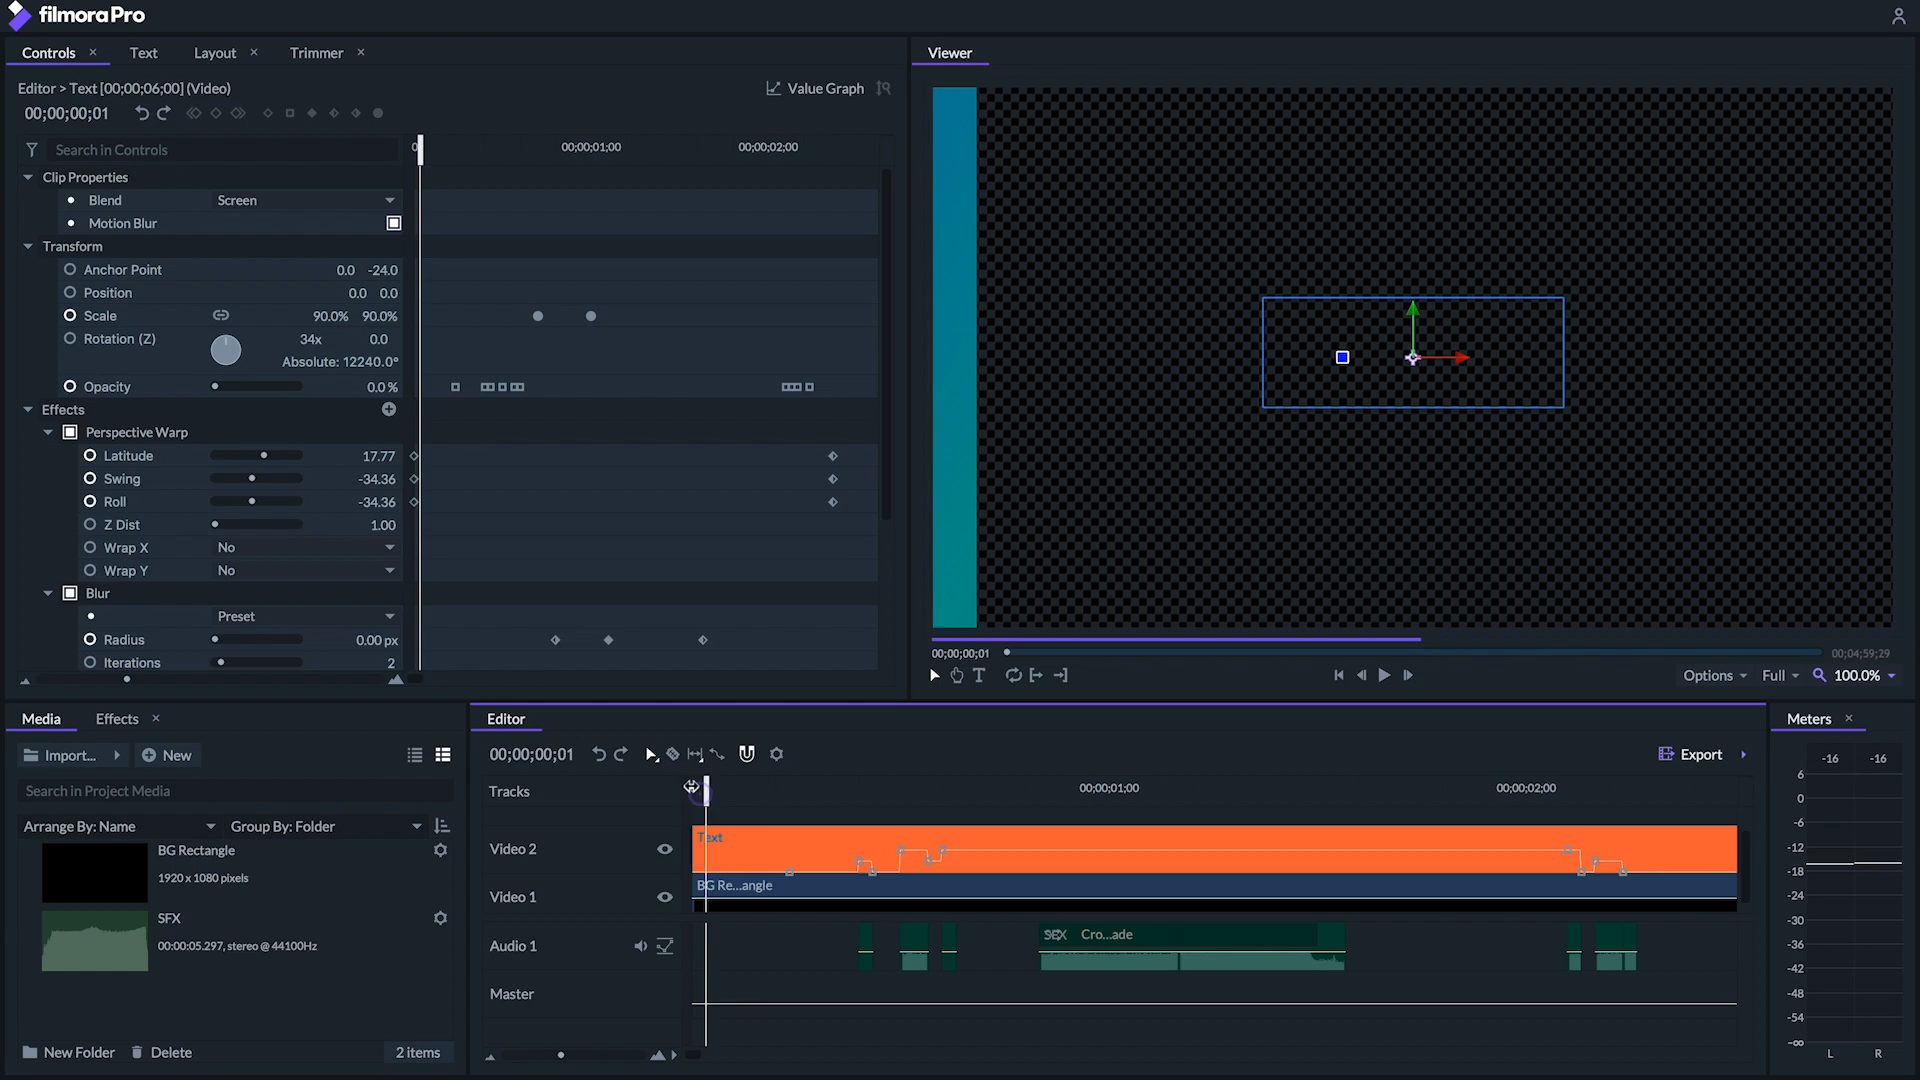 filmoraPro
Controls
Text
Layout
Trimmer
Viewer
Editor > Text [00;00;06;00] (Video)
Value Graph
00;00;00;01
Search in Controls
0
00;00;01;00
00;00;02;00
Clip Properties
Blend Screen
Motion Blur
Transform
Anchor Point 0.0 -24.0
Position 0.0 0.0
Scale 90.0% 90.0%
Rotation (Z) 34x 0.0
Absolute: 12240.0°
Opacity 0.0 %
Effects
Perspective Warp
Latitude 17.77
Swing -34.36
Roll -34.36
Z Dist 1.00
Wrap X No
Wrap Y No
Blur
Preset
Radius 0.00 px
Iterations 2
00;00;00;01
00;04;59;29
Options
Full
100.0%
Media
Effects
Import...
New
Search in Project Media
Arrange By: Name
Group By: Folder
BG Rectangle
1920 x 1080 pixels
SFX
00:00:05.297, stereo @ 44100Hz
New Folder
Delete
2 items
Editor
00;00;00;01
Export
Tracks
00;00;01;00
00;00;02;00
Video 2
Text
Video 1
BG Re...angle
Audio 1
Cro...ade
Master
Meters
-16 -16
6
0
-6
-12
-18
-24
-30
-36
-42
-48
-54
-∞
L R